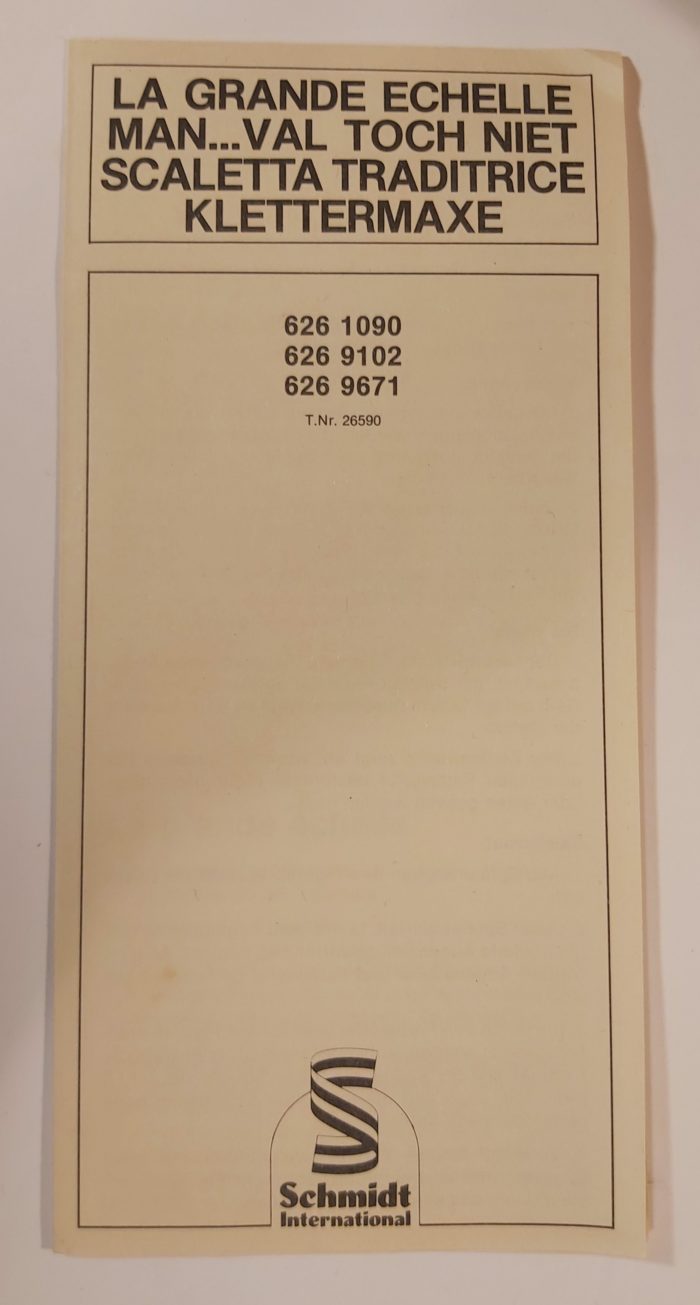 LA GRANDE ECHELLE
MAN...VAL TOCH NIET
SCALETTA TRADITRICE
KLETTERMAXE
626 1090
626 9102
626 9671
T.Nr. 26590
Schmidt
International